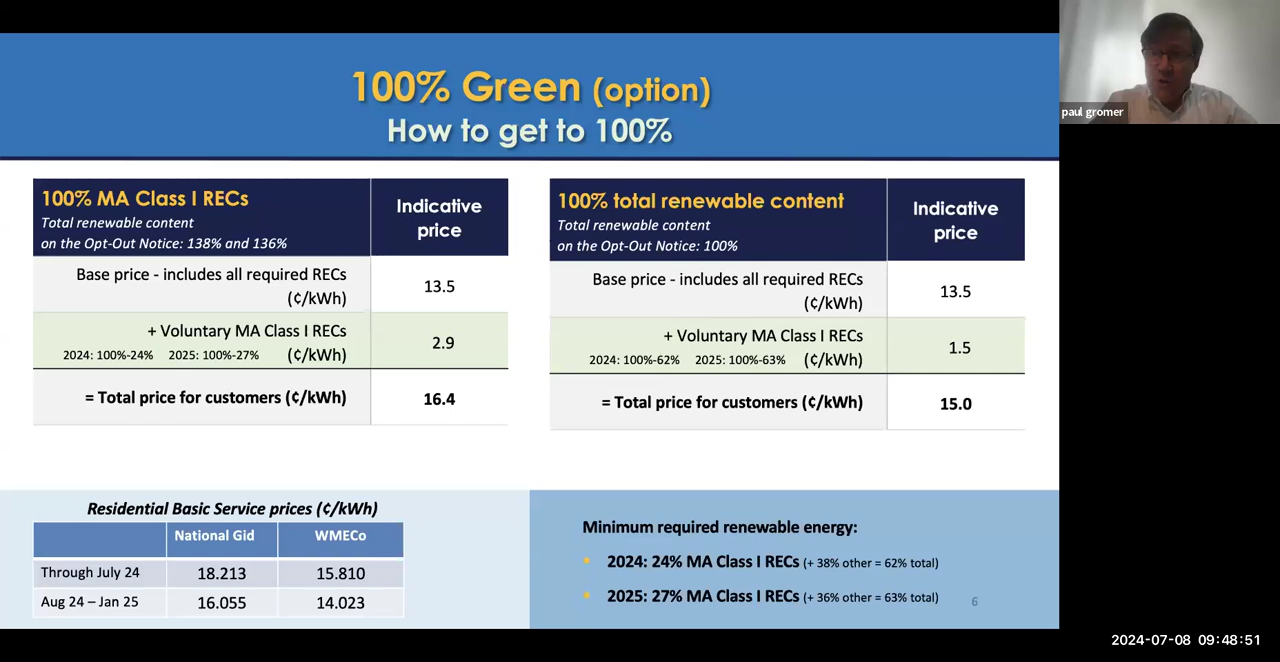 100% Green (option)
How to get to 100%
100% MA Class I RECs
Total renewable content
on the Opt-Out Notice: 138% and 136%
Indicative
price
Base price - includes all required RECs
(¢/kWh)
13.5
+ Voluntary MA Class I RECs
2024: 100%-24% 2025: 100%-27% (¢/kWh)
2.9
= Total price for customers (¢/kWh)
16.4
100% total renewable content
Total renewable content
on the Opt-Out Notice: 100%
Indicative
price
Base price - includes all required RECs
(¢/kWh)
13.5
+ Voluntary MA Class I RECs
2024: 100%-62% 2025: 100%-63% (¢/kWh)
1.5
= Total price for customers (¢/kWh)
15.0
Residential Basic Service prices (¢/kWh)
National Gid WMECo
Through July 24 18.213 15.810
Aug 24 – Jan 25 16.055 14.023
Minimum required renewable energy:
• 2024: 24% MA Class I RECs (+ 38% other = 62% total)
• 2025: 27% MA Class I RECs (+ 36% other = 63% total)
6
paul gromer
2024-07-08 09:48:51